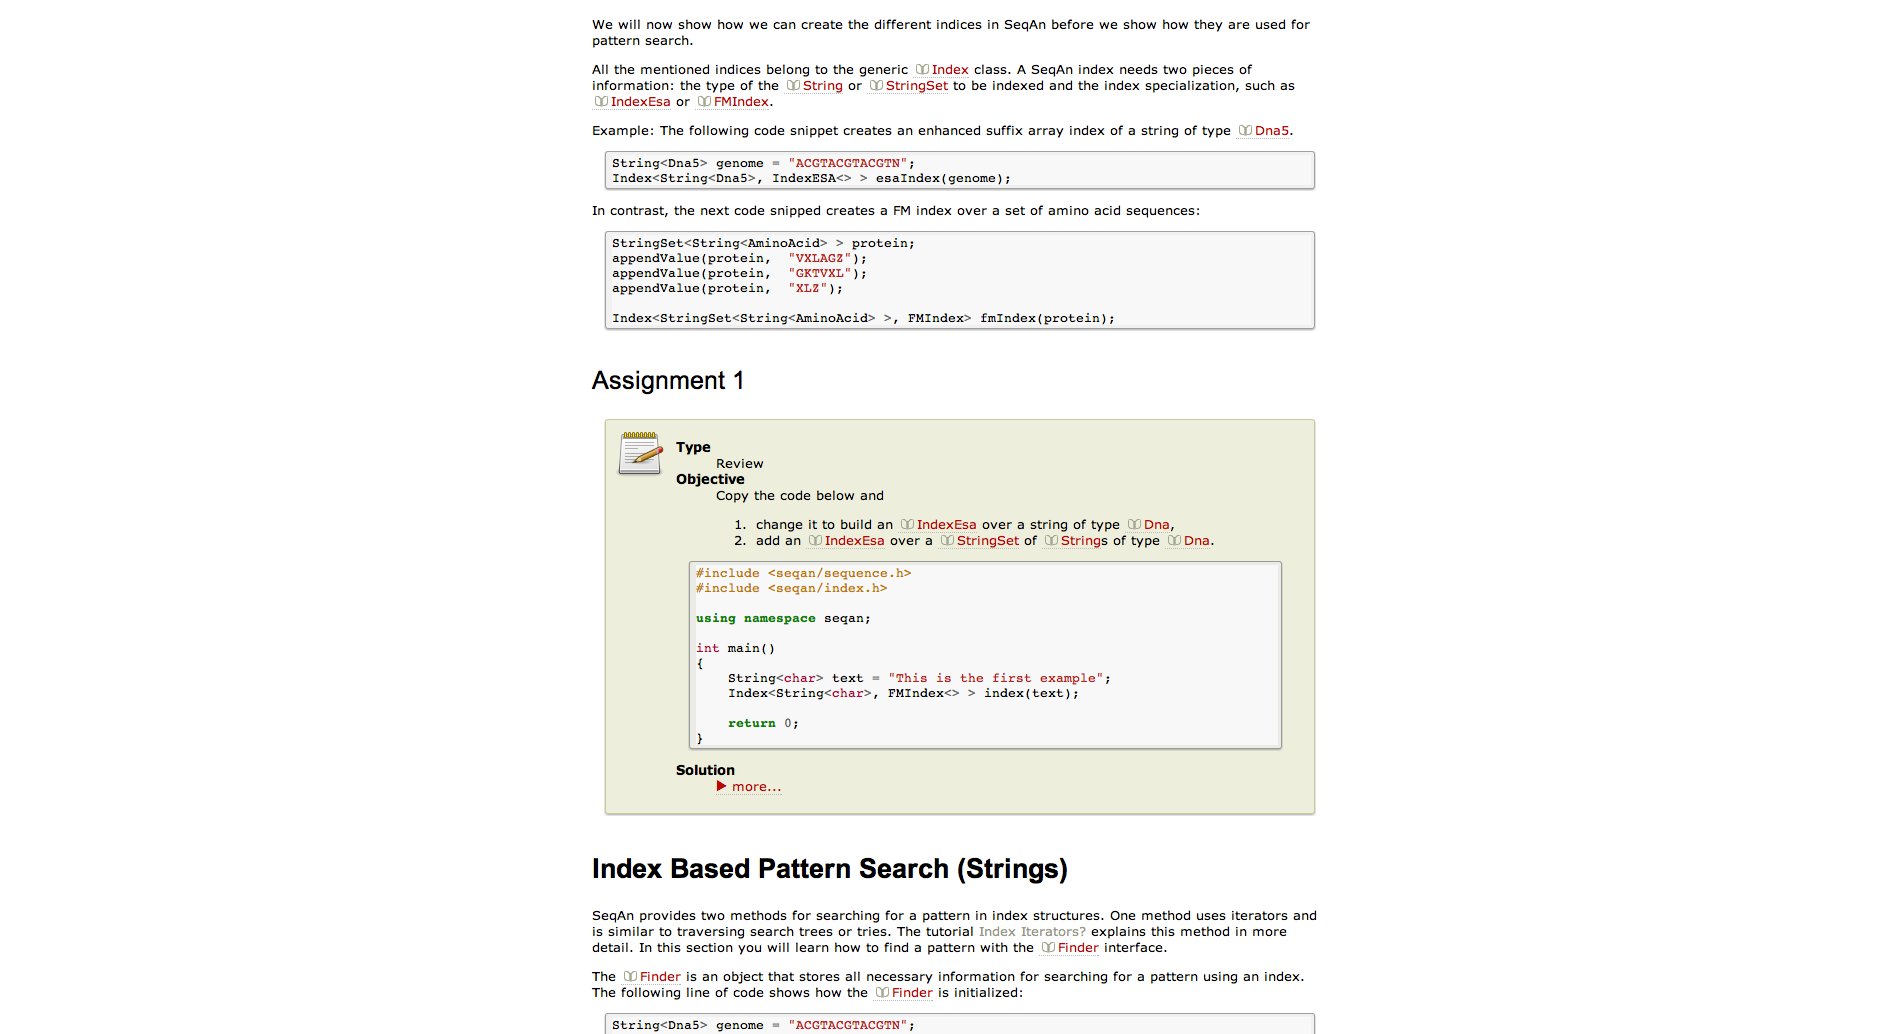 We will now show how we can create the different indices in SeqAn before we show how they are used for
pattern search.
All the mentioned indices belong to the generic Index class. A SeqAn index needs two pieces of
information: the type of the String or StringSet to be indexed and the index specialization, such as
IndexEsa or FMIndex.
Example: The following code snippet creates an enhanced suffix array index of a string of type Dna5.
String<Dna5> genome = "ACGTACGTACGTN";
Index<String<Dna5>, IndexESA<> > esaIndex(genome);
In contrast, the next code snipped creates a FM index over a set of amino acid sequences:
StringSet<String<AminoAcid> > protein;
appendValue(protein,  "VXLAGZ");
appendValue(protein,  "GKTVXL");
appendValue(protein,  "XLZ");
Index<StringSet<String<AminoAcid> >, FMIndex> fmIndex(protein);
Assignment 1
Type
Review
Objective
Copy the code below and
1. change it to build an IndexEsa over a string of type Dna,
2. add an IndexEsa over a StringSet of Strings of type Dna.
#include <seqan/sequence.h>
#include <seqan/index.h>
using namespace seqan;
int main()
{
    String<char> text = "This is the first example";
    Index<String<char>, FMIndex<> > index(text);
    return 0;
}
Solution
more...
Index Based Pattern Search (Strings)
SeqAn provides two methods for searching for a pattern in index structures. One method uses iterators and
is similar to traversing search trees or tries. The tutorial Index Iterators? explains this method in more
detail. In this section you will learn how to find a pattern with the Finder interface.
The Finder is an object that stores all necessary information for searching for a pattern using an index.
The following line of code shows how the Finder is initialized:
String<Dna5> genome = "ACGTACGTACGTN";